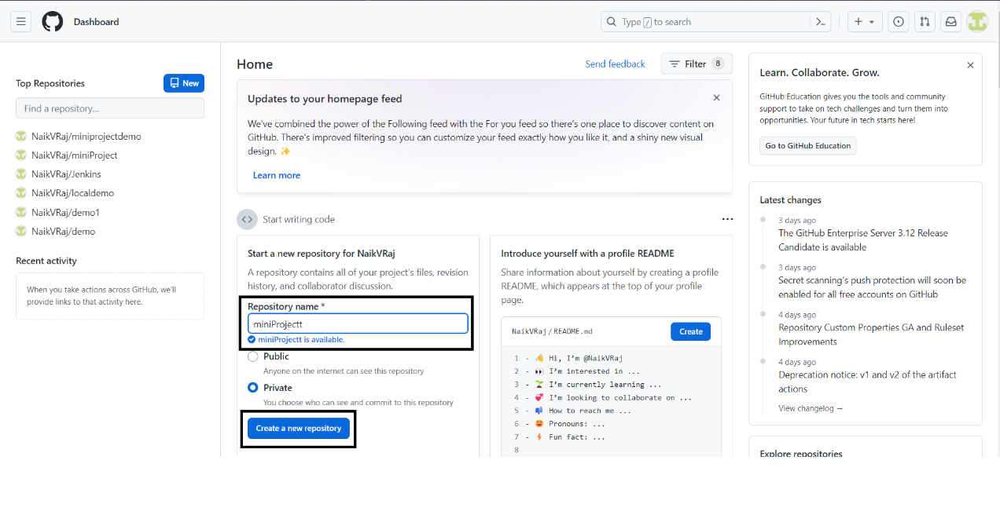 Dashboard
Type / to search
Top Repositories
New
Find a repository...
NaikVRaj/miniprojectdemo
NaikVRaj/miniProject
NaikVRaj/Jenkins
NaikVRaj/localdemo
NaikVRaj/demo1
NaikVRaj/demo
Recent activity
When you take actions across GitHub, we'll
provide links to that activity here.
Home
Send feedback
Filter 8
Updates to your homepage feed
We've combined the power of the Following feed with the For you feed so there's one place to discover content on
GitHub. There's improved filtering so you can customize your feed exactly how you like it, and a shiny new visual
design. ✨
Learn more
Start writing code
Start a new repository for NaikVRaj
A repository contains all of your project's files, revision
history, and collaborator discussion.
Repository name *
miniProjectt
miniProjectt is available.
Public
Anyone on the internet can see this repository
Private
You choose who can see and commit to this repository
Create a new repository
Introduce yourself with a profile README
Share information about yourself by creating a profile
README, which appears at the top of your profile
page.
NaikVRaj / README.md
Create
1 - 👋 Hi, I'm @NaikVRaj
2 - 👀 I'm interested in ...
3 - 🌱 I'm currently learning ...
4 - 💞️ I'm looking to collaborate on ...
5 - 📫 How to reach me ...
6 - 😄 Pronouns: ...
7 - ⚡ Fun fact: ...
8
Learn. Collaborate. Grow.
GitHub Education gives you the tools and community
support to take on tech challenges and turn them into
opportunities. Your future in tech starts here!
Go to GitHub Education
Latest changes
3 days ago
The GitHub Enterprise Server 3.12 Release
Candidate is available
3 days ago
Secret scanning's push protection will soon be
enabled for all free accounts on GitHub
4 days ago
Repository Custom Properties GA and Ruleset
Improvements
4 days ago
Deprecation notice: v1 and v2 of the artifact
actions
View changelog →
Explore repositories